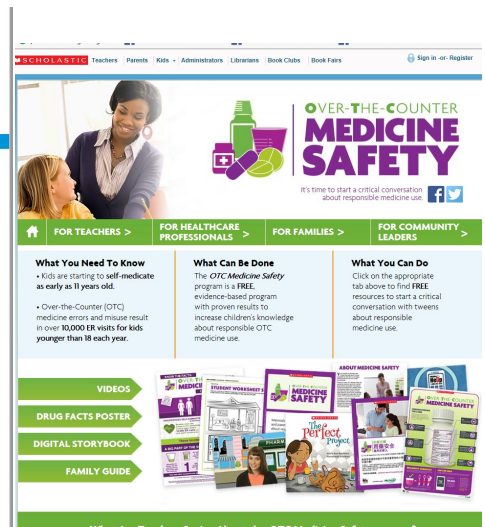 SCHOLASTIC Teachers Parents Kids Administrators Librarians Book Clubs Book Fairs Sign in -or- Register
OVER-THE-COUNTER
MEDICINE
SAFETY
It's time to start a critical conversation
about responsible medicine use.
FOR TEACHERS >
FOR HEALTHCARE
PROFESSIONALS >
FOR FAMILIES >
FOR COMMUNITY
LEADERS >
What You Need To Know
• Kids are starting to self-medicate
as early as 11 years old.
• Over-the-Counter (OTC)
medicine errors and misuse result
in over 10,000 ER visits for kids
younger than 18 each year.
What Can Be Done
The OTC Medicine Safety
program is a FREE,
evidence-based program
with proven results to
increase children's knowledge
about responsible OTC
medicine use.
What You Can Do
Click on the appropriate
tab above to find FREE
resources to start a critical
conversation with tweens
about responsible
medicine use.
VIDEOS
DRUG FACTS POSTER
DIGITAL STORYBOOK
FAMILY GUIDE
STUDENT WORKSHEET
OVER-THE-COUNTER
MEDICINE
SAFETY
ABOUT MEDICINE SAFETY
The
Perfect
Project
OVER-THE-COUNTER
MEDICINE SAFETY